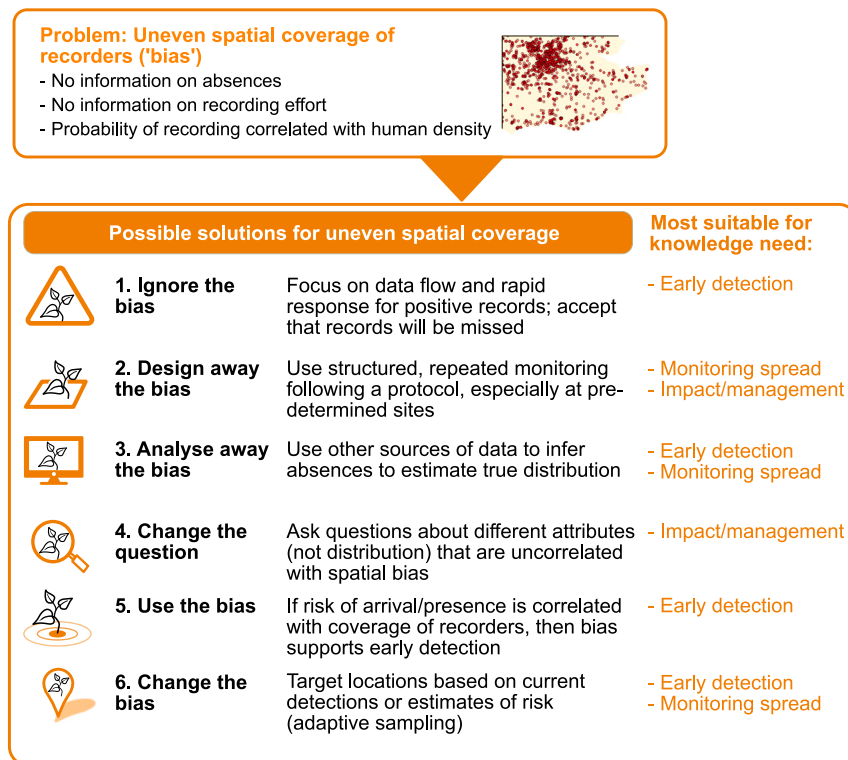 Problem: Uneven spatial coverage of
recorders ('bias')
- No information on absences
- No information on recording effort
- Probability of recording correlated with human density
Possible solutions for uneven spatial coverage
Most suitable for
knowledge need:
1. Ignore the
bias
Focus on data flow and rapid
response for positive records; accept
that records will be missed
- Early detection
2. Design away
the bias
Use structured, repeated monitoring
following a protocol, especially at pre-
determined sites
- Monitoring spread
- Impact/management
3. Analyse away
the bias
Use other sources of data to infer
absences to estimate true distribution
- Early detection
- Monitoring spread
4. Change the
question
Ask questions about different attributes
(not distribution) that are uncorrelated
with spatial bias
- Impact/management
5. Use the bias
If risk of arrival/presence is correlated
with coverage of recorders, then bias
supports early detection
- Early detection
6. Change the
bias
Target locations based on current
detections or estimates of risk
(adaptive sampling)
- Early detection
- Monitoring spread